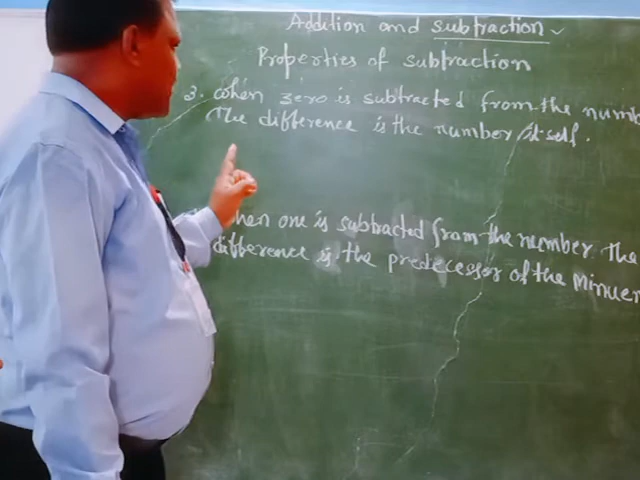 Addition and subtraction
Properties of subtraction
3. When zero is subtracted from the numb
The difference is the number itself.
hen one is subtracted from the number The
difference is the predecessor of the Minuen